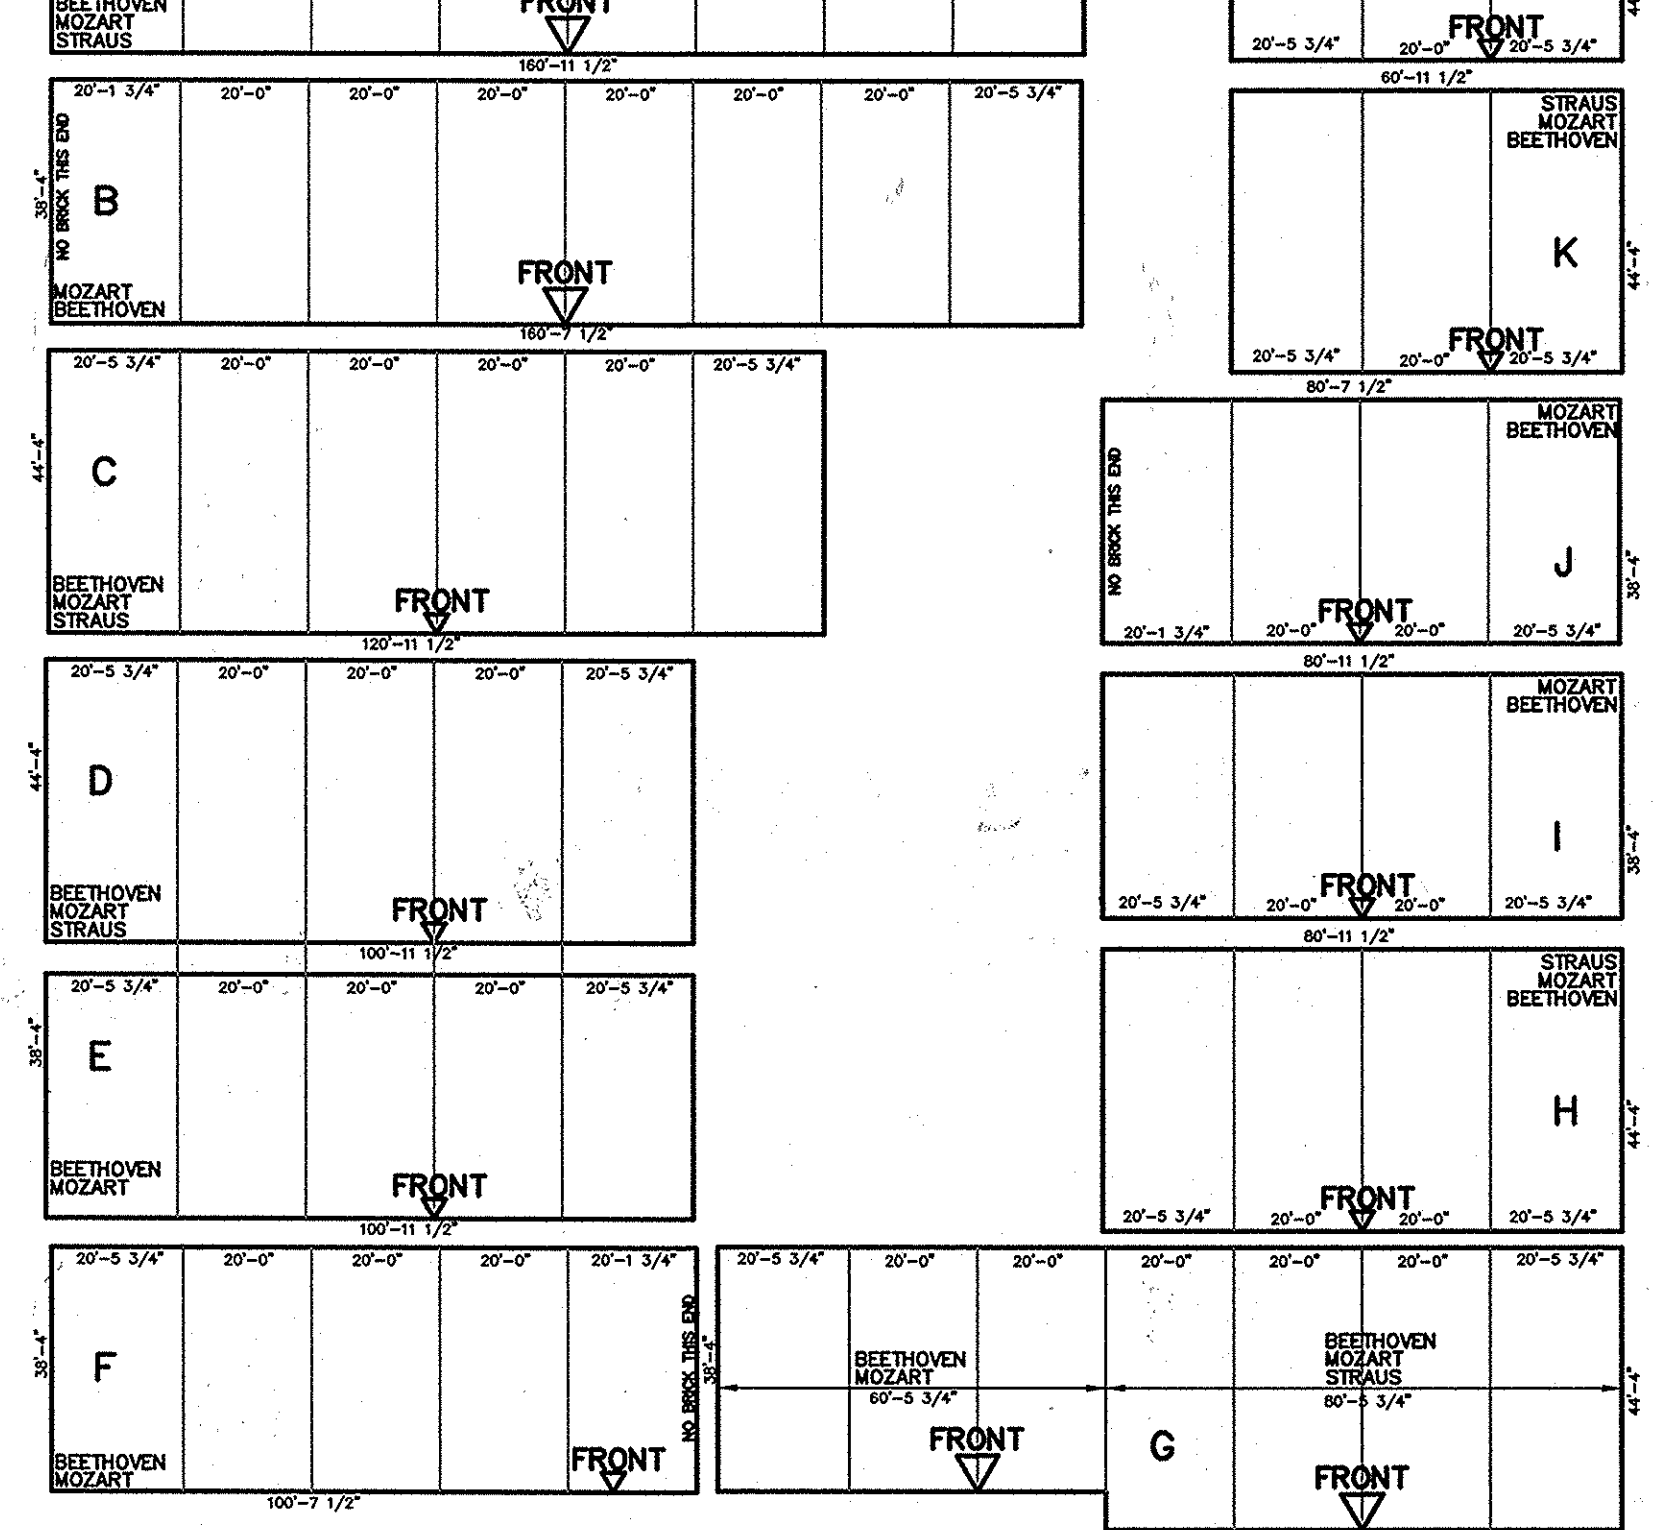 BEETHOVEN
MOZART
STRAUS
FRONT
160'-11 1/2"
20'-1 3/4" 20'-0" 20'-0" 20'-0" 20'-0" 20'-0" 20'-0" 20'-5 3/4"
NO BRICK THIS END
38'-4"
B
FRONT
MOZART
BEETHOVEN
160'-7 1/2"
20'-5 3/4" 20'-0" 20'-0" 20'-0" 20'-0" 20'-5 3/4"
44'-4"
C
BEETHOVEN
MOZART
STRAUS
FRONT
120'-11 1/2"
20'-5 3/4" 20'-0" 20'-0" 20'-0" 20'-5 3/4"
44'-4"
D
BEETHOVEN
MOZART
STRAUS
FRONT
100'-11 1/2"
20'-5 3/4" 20'-0" 20'-0" 20'-0" 20'-5 3/4"
38'-4"
E
BEETHOVEN
MOZART
FRONT
100'-11 1/2"
20'-5 3/4" 20'-0" 20'-0" 20'-0" 20'-1 3/4"
38'-4"
F
NO BRICK THIS END
BEETHOVEN
MOZART
FRONT
100'-7 1/2"
FRONT
20'-5 3/4" 20'-0" 20'-5 3/4"
60'-11 1/2"
STRAUS
MOZART
BEETHOVEN
K
44'-4"
FRONT
20'-5 3/4" 20'-0" 20'-5 3/4"
80'-7 1/2"
MOZART
BEETHOVEN
NO BRICK THIS END
J
38'-4"
FRONT
20'-1 3/4" 20'-0" 20'-0" 20'-5 3/4"
80'-11 1/2"
MOZART
BEETHOVEN
I
38'-4"
FRONT
20'-5 3/4" 20'-0" 20'-0" 20'-5 3/4"
80'-11 1/2"
STRAUS
MOZART
BEETHOVEN
H
44'-4"
FRONT
20'-5 3/4" 20'-0" 20'-0" 20'-5 3/4"
20'-5 3/4" 20'-0" 20'-0" 20'-0" 20'-0" 20'-0" 20'-5 3/4"
38'-4"
BEETHOVEN
MOZART
60'-5 3/4"
FRONT
BEETHOVEN
MOZART
STRAUS
80'-5 3/4"
44'-4"
G
FRONT